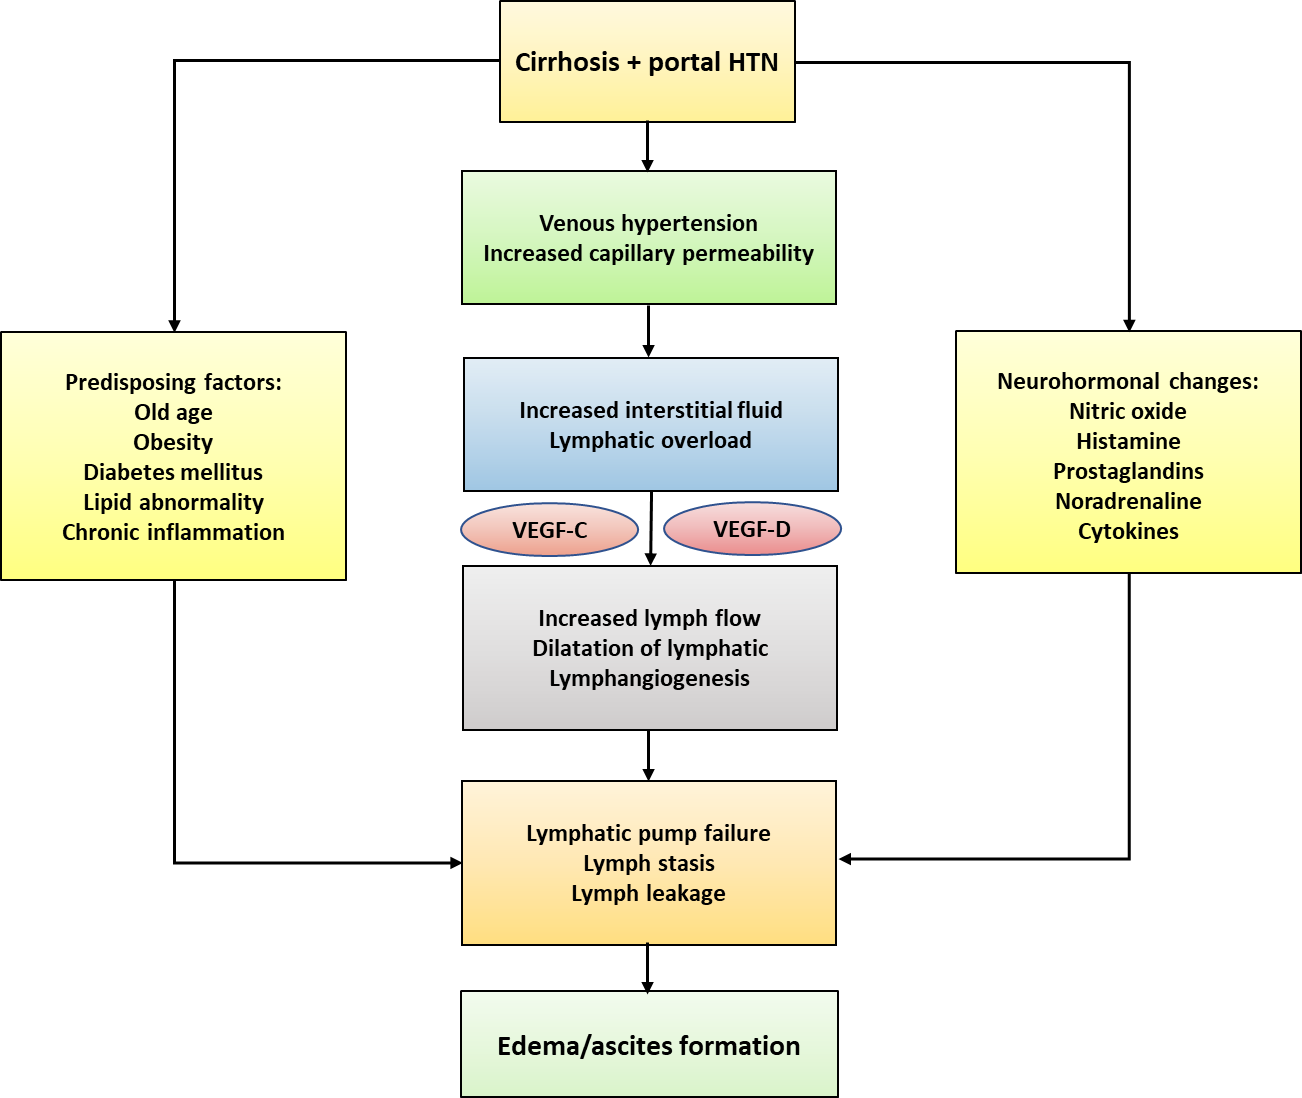 Cirrhosis + portal HTN
Venous hypertension
Increased capillary permeability
Predisposing factors:
Old age
Obesity
Diabetes mellitus
Lipid abnormality
Chronic inflammation
Increased interstitial fluid
Lymphatic overload
Neurohormonal changes:
Nitric oxide
Histamine
Prostaglandins
Noradrenaline
Cytokines
VEGF-C
VEGF-D
Increased lymph flow
Dilatation of lymphatic
Lymphangiogenesis
Lymphatic pump failure
Lymph stasis
Lymph leakage
Edema/ascites formation